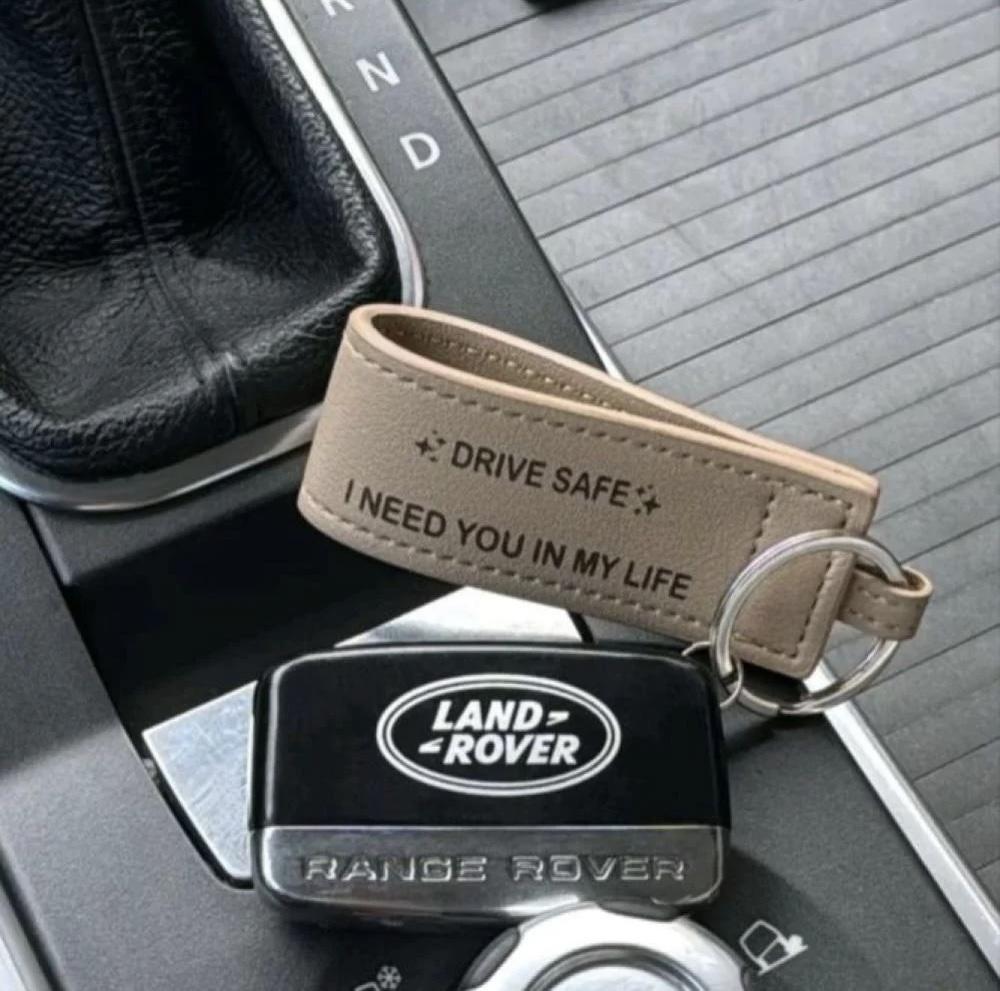 R
N
D
DRIVE SAFE
I NEED YOU IN MY LIFE
LAND
ROVER
RANGE ROVER